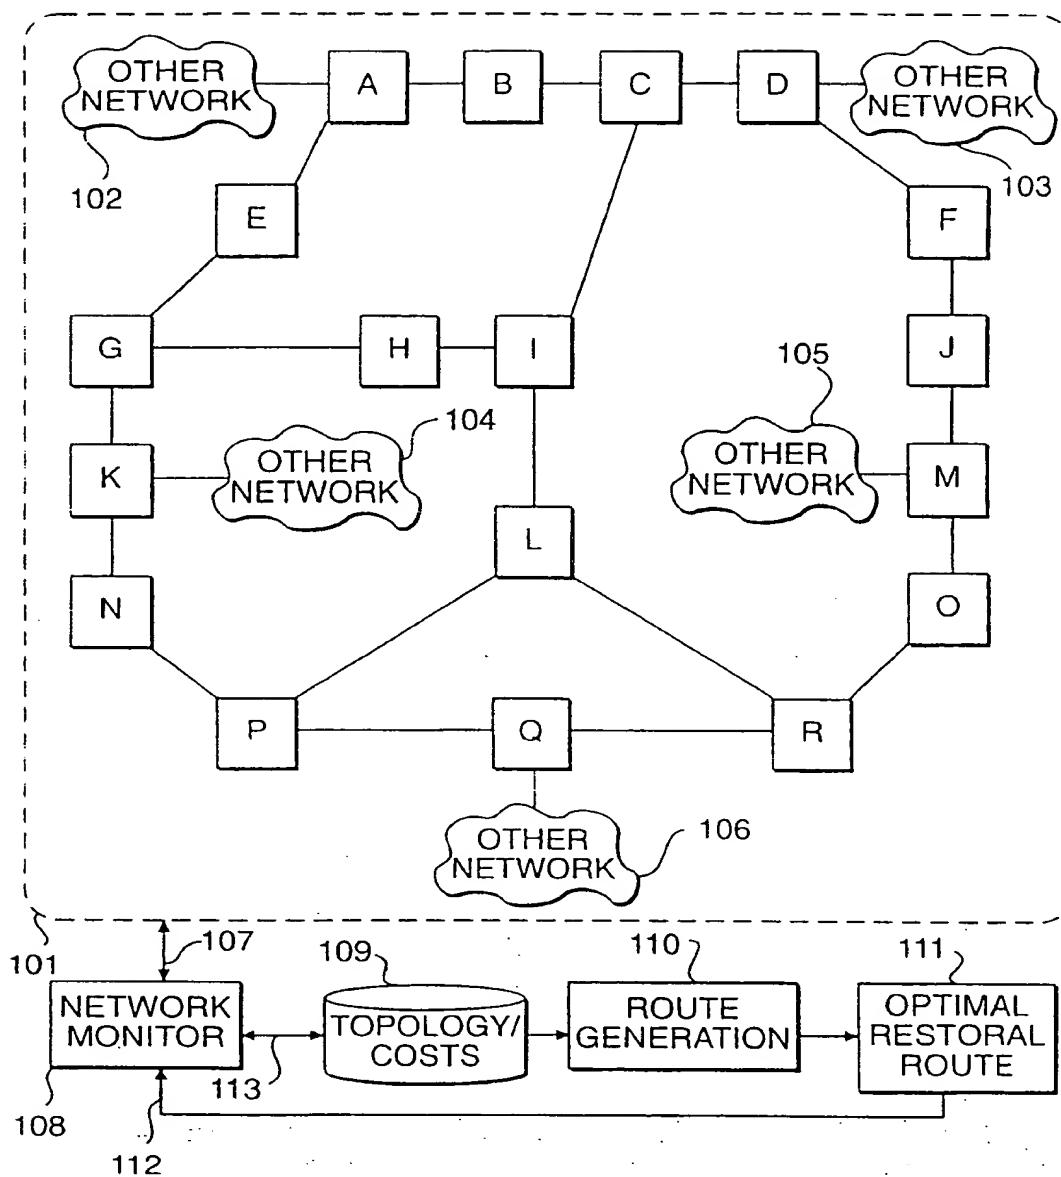 OTHER
NETWORK
A
B
C
D
OTHER
NETWORK
102
103
E
F
G
H
I
J
105
104
K
OTHER
NETWORK
OTHER
NETWORK
M
L
N
O
P
Q
R
OTHER
NETWORK
106
101
107
109
110
111
NETWORK
MONITOR
TOPOLOGY/
COSTS
ROUTE
GENERATION
OPTIMAL
RESTORAL
ROUTE
113
108
112